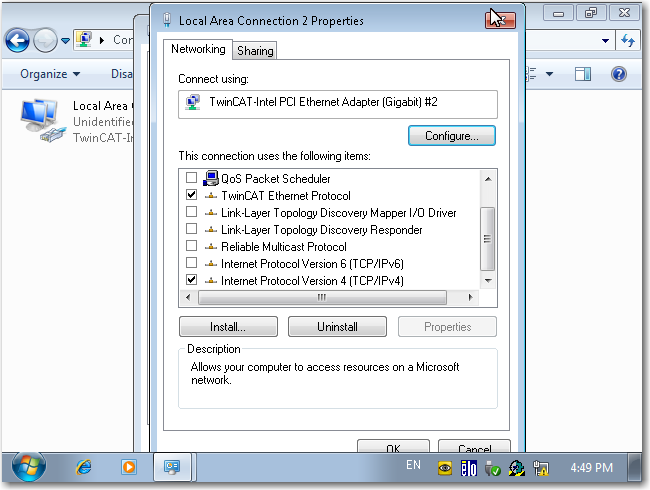 Local Area Connection 2 Properties
Con
Organize
Disa
Networking
Sharing
Connect using:
TwinCAT-Intel PCI Ethernet Adapter (Gigabit) #2
Configure...
Local Area C
Unidentified
TwinCAT-In
This connection uses the following items:
QoS Packet Scheduler
TwinCAT Ethernet Protocol
Link-Layer Topology Discovery Mapper I/O Driver
Link-Layer Topology Discovery Responder
Reliable Multicast Protocol
Internet Protocol Version 6 (TCP/IPv6)
Internet Protocol Version 4 (TCP/IPv4)
Install...
Uninstall
Properties
Description
Allows your computer to access resources on a Microsoft
network.
OK
Cancel
EN
4:49 PM